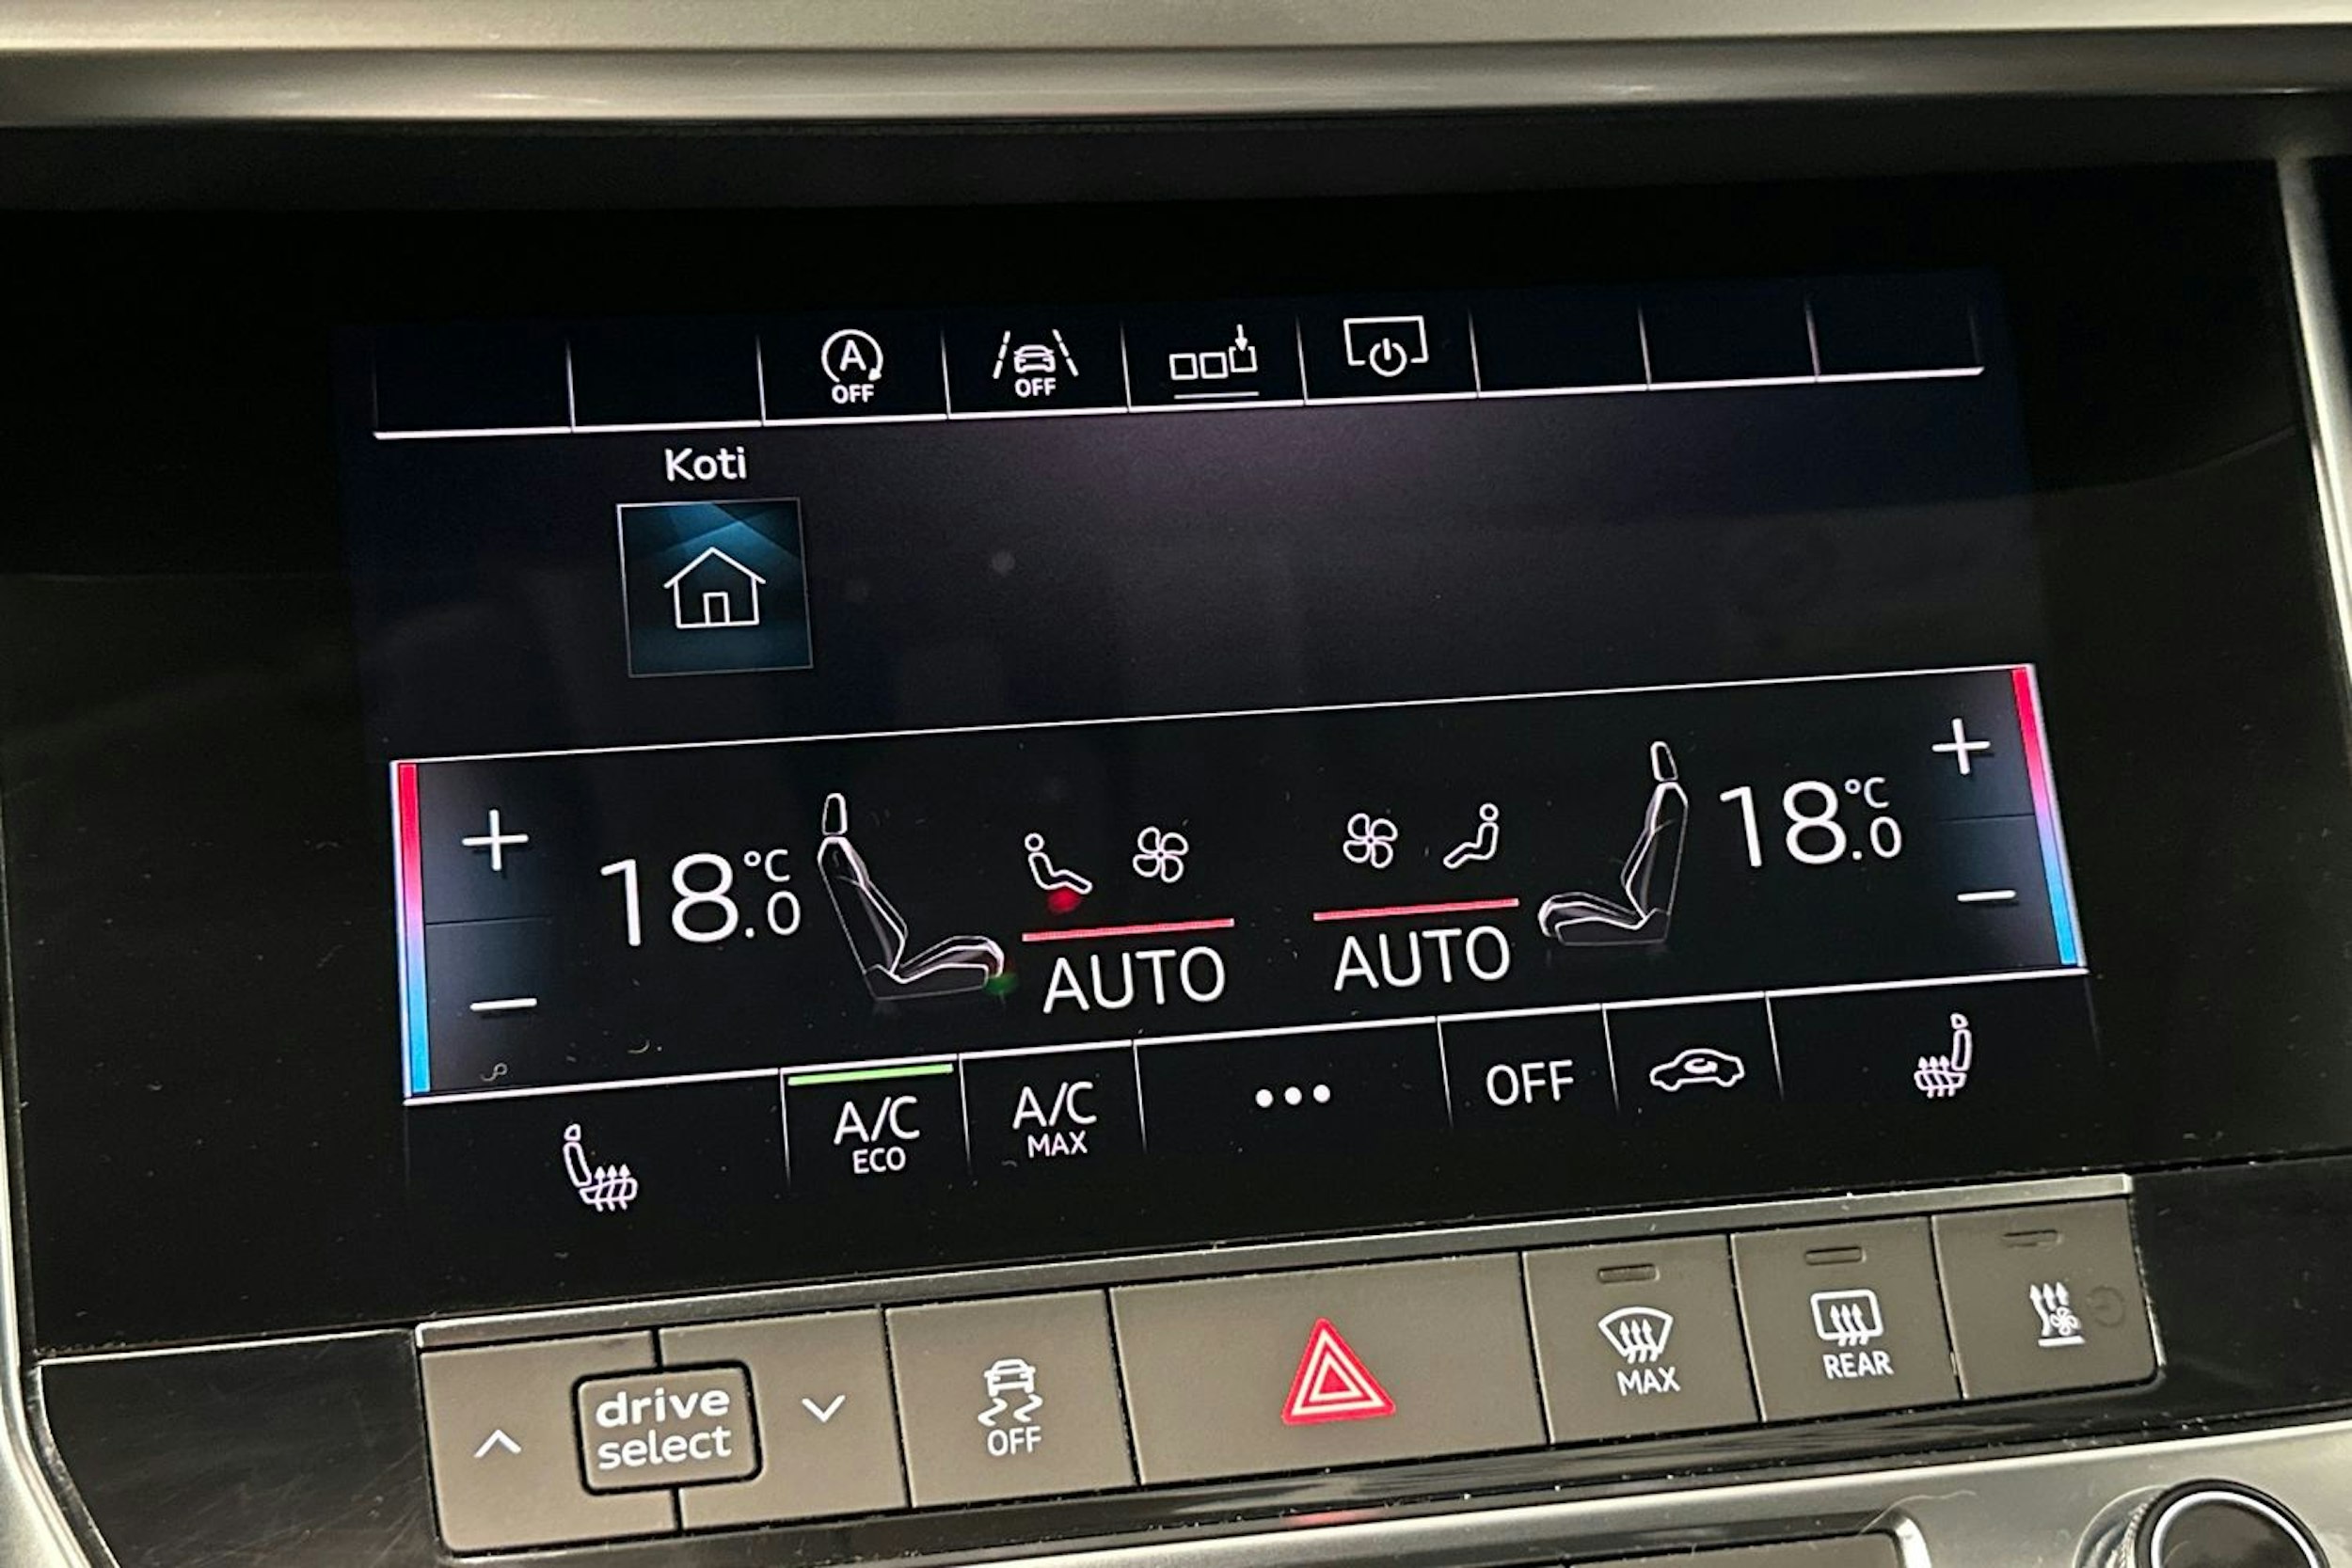 A
OFF
OFF
Koti
+
+
18.0 °C
18.0 °C
−
−
AUTO
AUTO
A/C
ECO
A/C
MAX
•••
OFF
drive
select
OFF
MAX
REAR